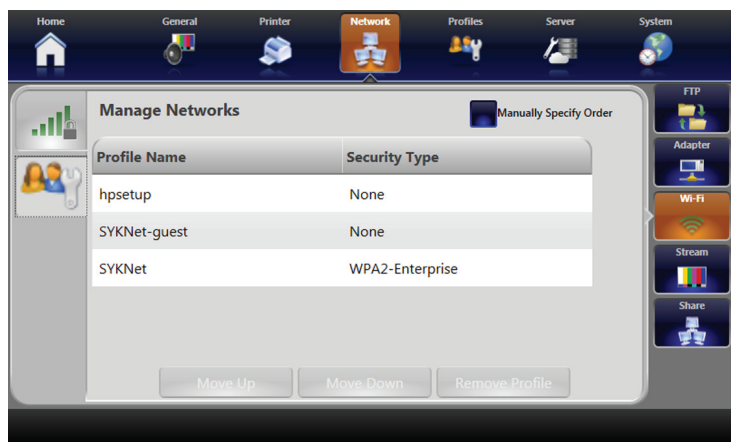 Home General Printer Network Profiles Server System
Manage Networks
Manually Specify Order
Profile Name Security Type
hpsetup None
SYKNet-guest None
SYKNet WPA2-Enterprise
Move Up Move Down Remove Profile
FTP
Adapter
Wi-Fi
Stream
Share